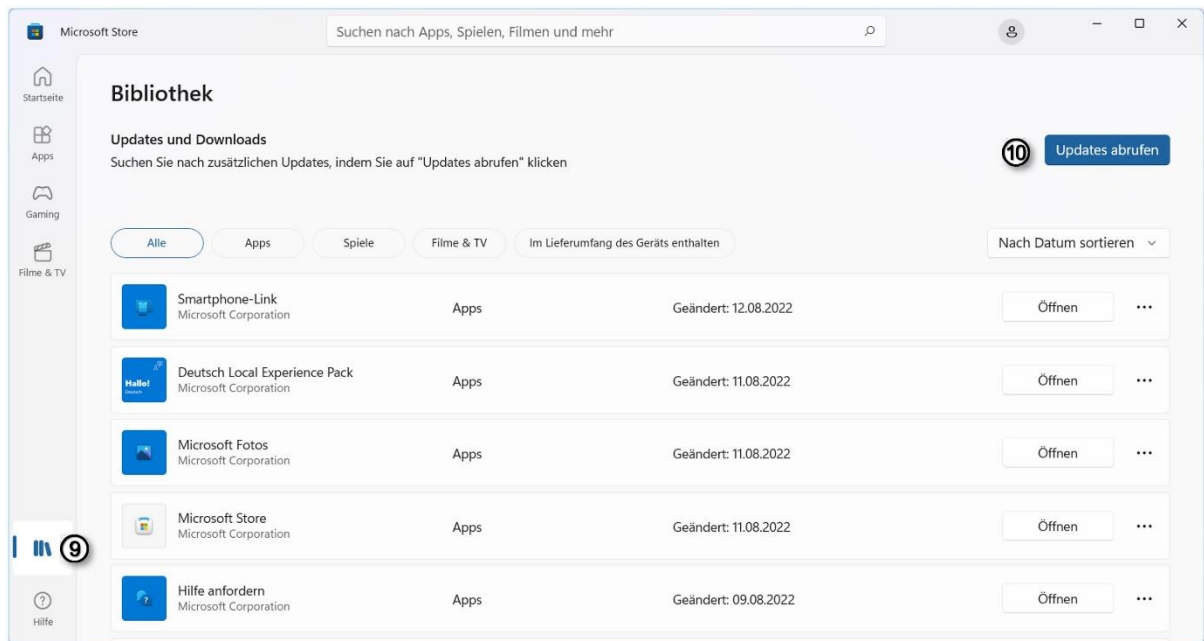 Microsoft Store
Suchen nach Apps, Spielen, Filmen und mehr
Startseite
Apps
Gaming
Filme & TV
Bibliothek
Updates und Downloads
Suchen Sie nach zusätzlichen Updates, indem Sie auf "Updates abrufen" klicken
⑩ Updates abrufen
Alle Apps Spiele Filme & TV Im Lieferumfang des Geräts enthalten Nach Datum sortieren
Smartphone-Link
Microsoft Corporation
Apps Geändert: 12.08.2022 Öffnen
Hallo!
Deutsch
Deutsch Local Experience Pack
Microsoft Corporation
Apps Geändert: 11.08.2022 Öffnen
Microsoft Fotos
Microsoft Corporation
Apps Geändert: 11.08.2022 Öffnen
Microsoft Store
Microsoft Corporation
Apps Geändert: 11.08.2022 Öffnen
⑨
Hilfe anfordern
Microsoft Corporation
Apps Geändert: 09.08.2022 Öffnen
Hilfe